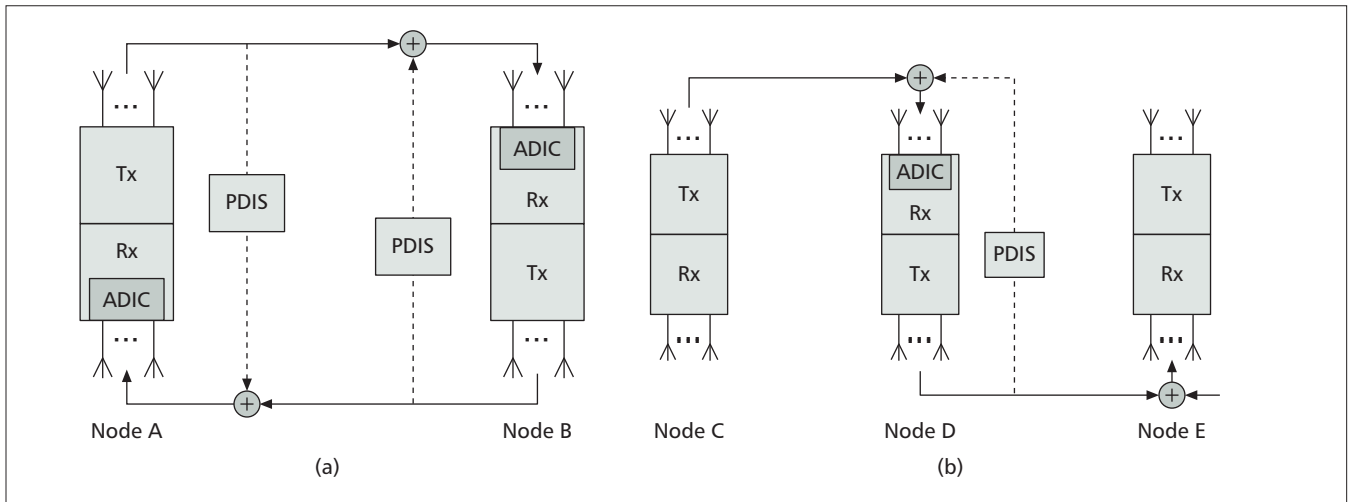 ...
...
Tx
Rx
ADIC
...
Node A
PDIS
+
+
PDIS
...
ADIC
Rx
Tx
...
Node B
(a)
...
Tx
Rx
...
Node C
+
...
ADIC
Rx
Tx
...
Node D
PDIS
...
Tx
Rx
...
+
Node E
(b)